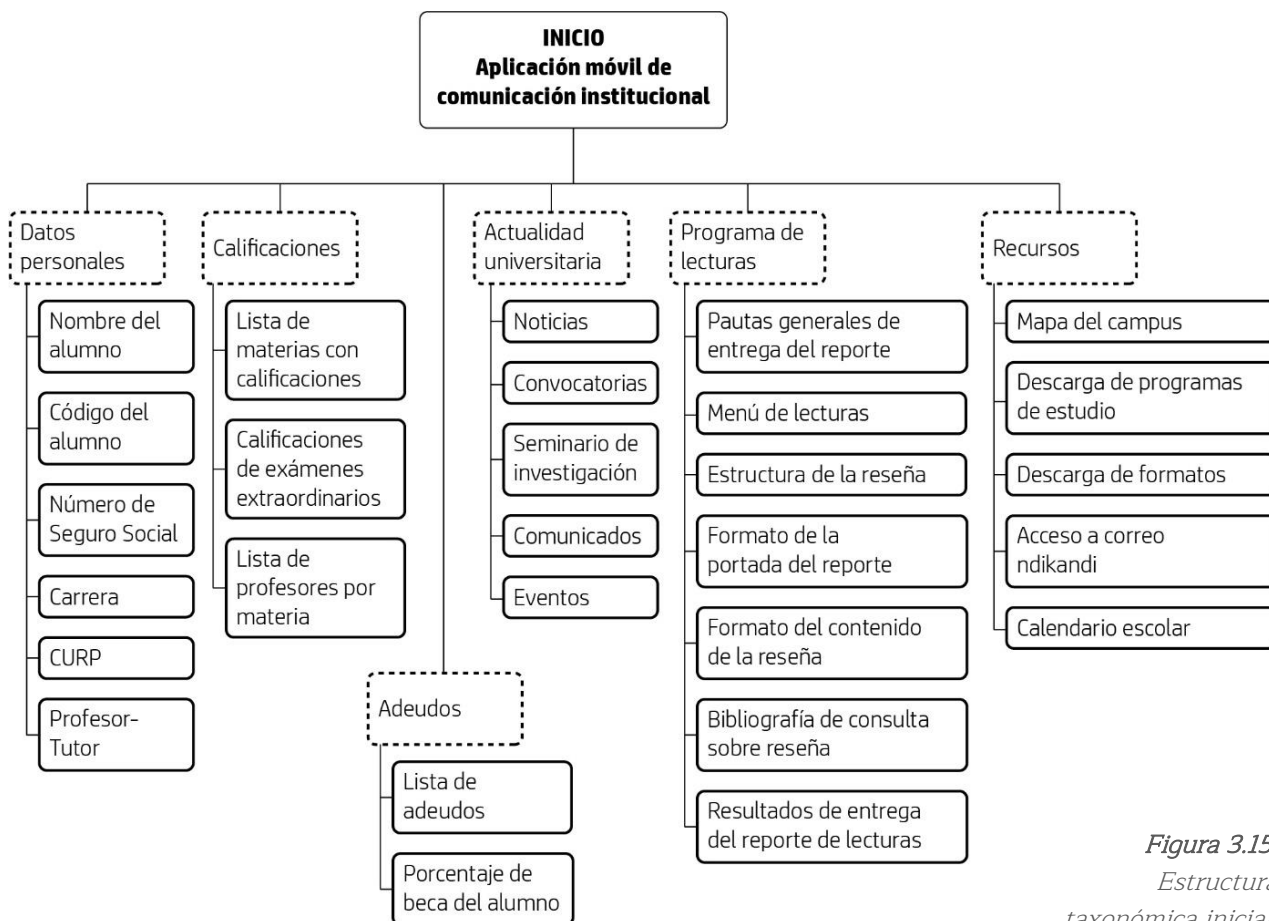 INICIO
Aplicación móvil de
comunicación institucional
Datos
personales
Nombre del
alumno
Código del
alumno
Número de
Seguro Social
Carrera
CURP
Profesor-
Tutor
Calificaciones
Lista de
materias con
calificaciones
Calificaciones
de exámenes
extraordinarios
Lista de
profesores por
materia
Adeudos
Lista de
adeudos
Porcentaje de
beca del alumno
Actualidad
universitaria
Noticias
Convocatorias
Seminario de
investigación
Comunicados
Eventos
Programa de
lecturas
Pautas generales de
entrega del reporte
Menú de lecturas
Estructura de la reseña
Formato de la
portada del reporte
Formato del contenido
de la reseña
Bibliografía de consulta
sobre reseña
Resultados de entrega
del reporte de lecturas
Recursos
Mapa del campus
Descarga de programas
de estudio
Descarga de formatos
Acceso a correo
ndikandi
Calendario escolar
Figura 3.15
Estructura
taxonómica inicia